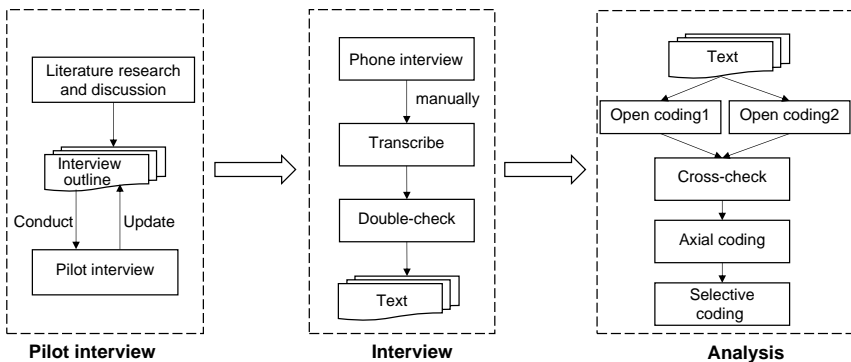 Literature research
and discussion
Interview
outline
Conduct
Update
Pilot interview
Pilot interview
Phone interview
manually
Transcribe
Double-check
Text
Interview
Text
Open coding1
Open coding2
Cross-check
Axial coding
Selective
coding
Analysis